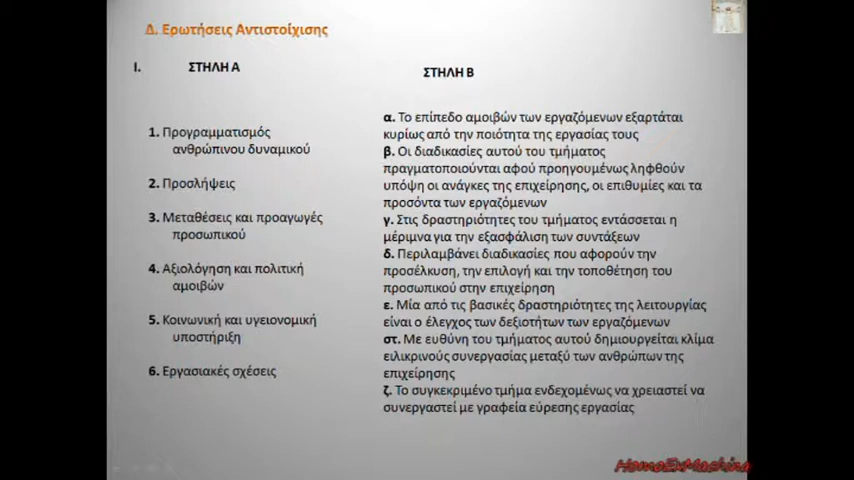 Δ. Ερωτήσεις Αντιστοίχισης
Ι. ΣΤΗΛΗ Α
ΣΤΗΛΗ Β
1. Προγραμματισμός
ανθρώπινου δυναμικού
2. Προσλήψεις
3. Μεταθέσεις και προαγωγές
προσωπικού
4. Αξιολόγηση και πολιτική
αμοιβών
5. Κοινωνική και υγειονομική
υποστήριξη
6. Εργασιακές σχέσεις
α. Το επίπεδο αμοιβών των εργαζόμενων εξαρτάται
κυρίως από την ποιότητα της εργασίας τους
β. Οι διαδικασίες αυτού του τμήματος
πραγματοποιούνται αφού προηγουμένως ληφθούν
υπόψη οι ανάγκες της επιχείρησης, οι επιθυμίες και τα
προσόντα των εργαζόμενων
γ. Στις δραστηριότητες του τμήματος εντάσσεται η
μέριμνα για την εξασφάλιση των συντάξεων
δ. Περιλαμβάνει διαδικασίες που αφορούν την
προσέλκυση, την επιλογή και την τοποθέτηση του
προσωπικού στην επιχείρηση
ε. Μία από τις βασικές δραστηριότητες της λειτουργίας
είναι ο έλεγχος των δεξιοτήτων των εργαζόμενων
στ. Με ευθύνη του τμήματος αυτού δημιουργείται κλίμα
ειλικρινούς συνεργασίας μεταξύ των ανθρώπων της
επιχείρησης
ζ. Το συγκεκριμένο τμήμα ενδεχομένως να χρειαστεί να
συνεργαστεί με γραφεία εύρεσης εργασίας
HomoExMachina